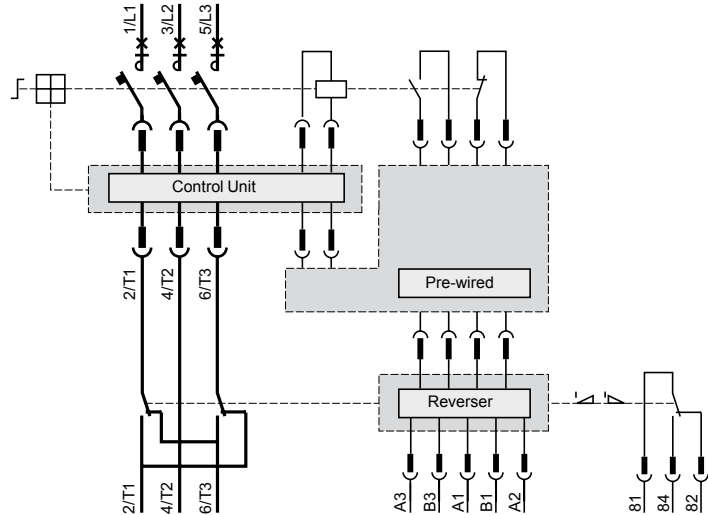 1/L1
3/L2
5/L3
Control Unit
2/T1
4/T2
6/T3
Pre-wired
Reverser
2/T1
4/T2
6/T3
A3
B3
A1
B1
A2
81
84
82